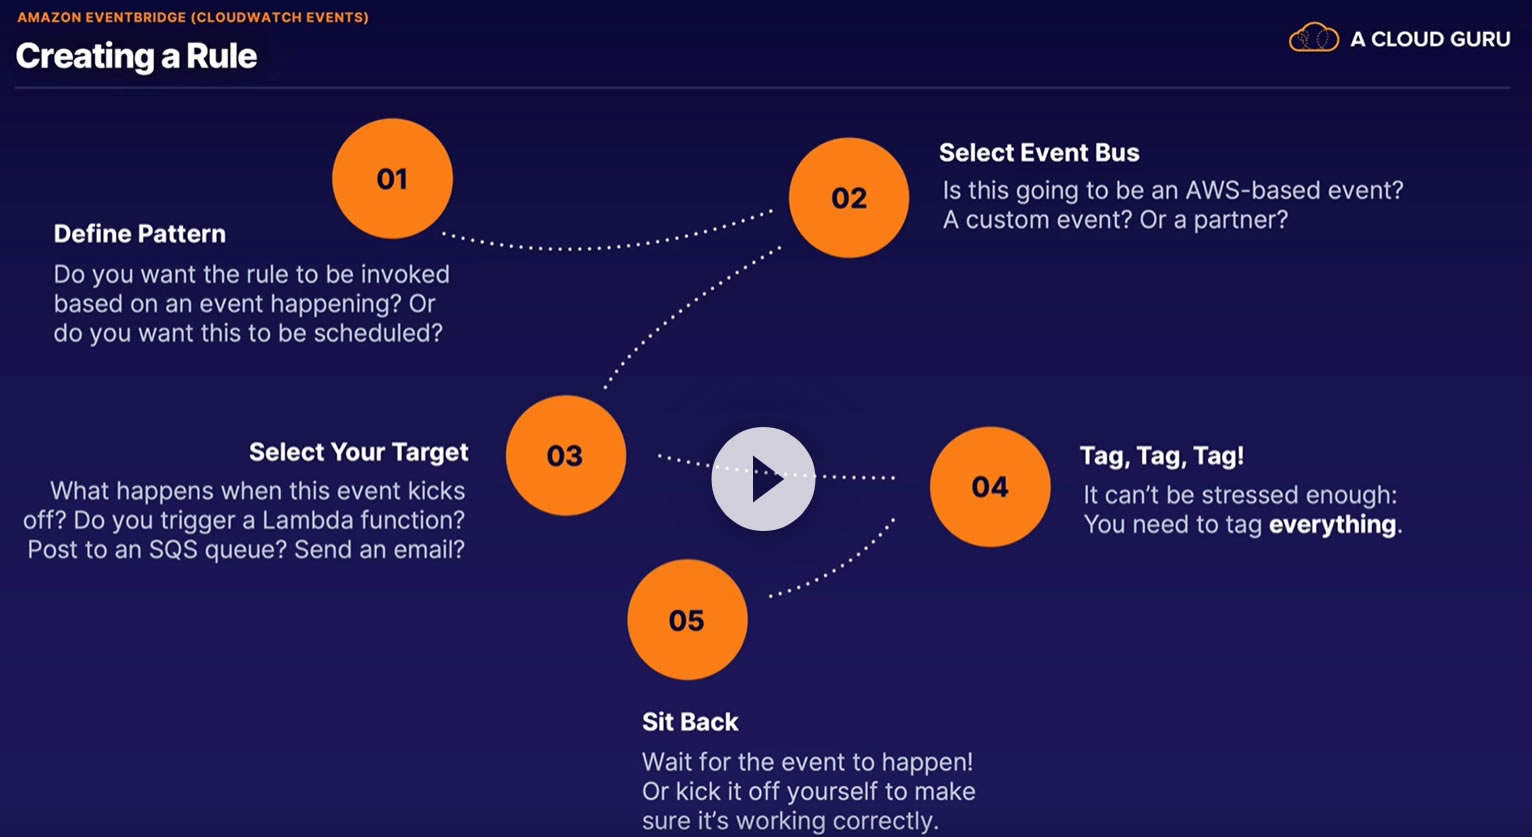 AMAZON EVENTBRIDGE (CLOUDWATCH EVENTS)
Creating a Rule
A CLOUD GURU
01
Define Pattern
Do you want the rule to be invoked
based on an event happening? Or
do you want this to be scheduled?
02
Select Event Bus
Is this going to be an AWS-based event?
A custom event? Or a partner?
03
Select Your Target
What happens when this event kicks
off? Do you trigger a Lambda function?
Post to an SQS queue? Send an email?
04
Tag, Tag, Tag!
It can’t be stressed enough:
You need to tag everything.
05
Sit Back
Wait for the event to happen!
Or kick it off yourself to make
sure it’s working correctly.